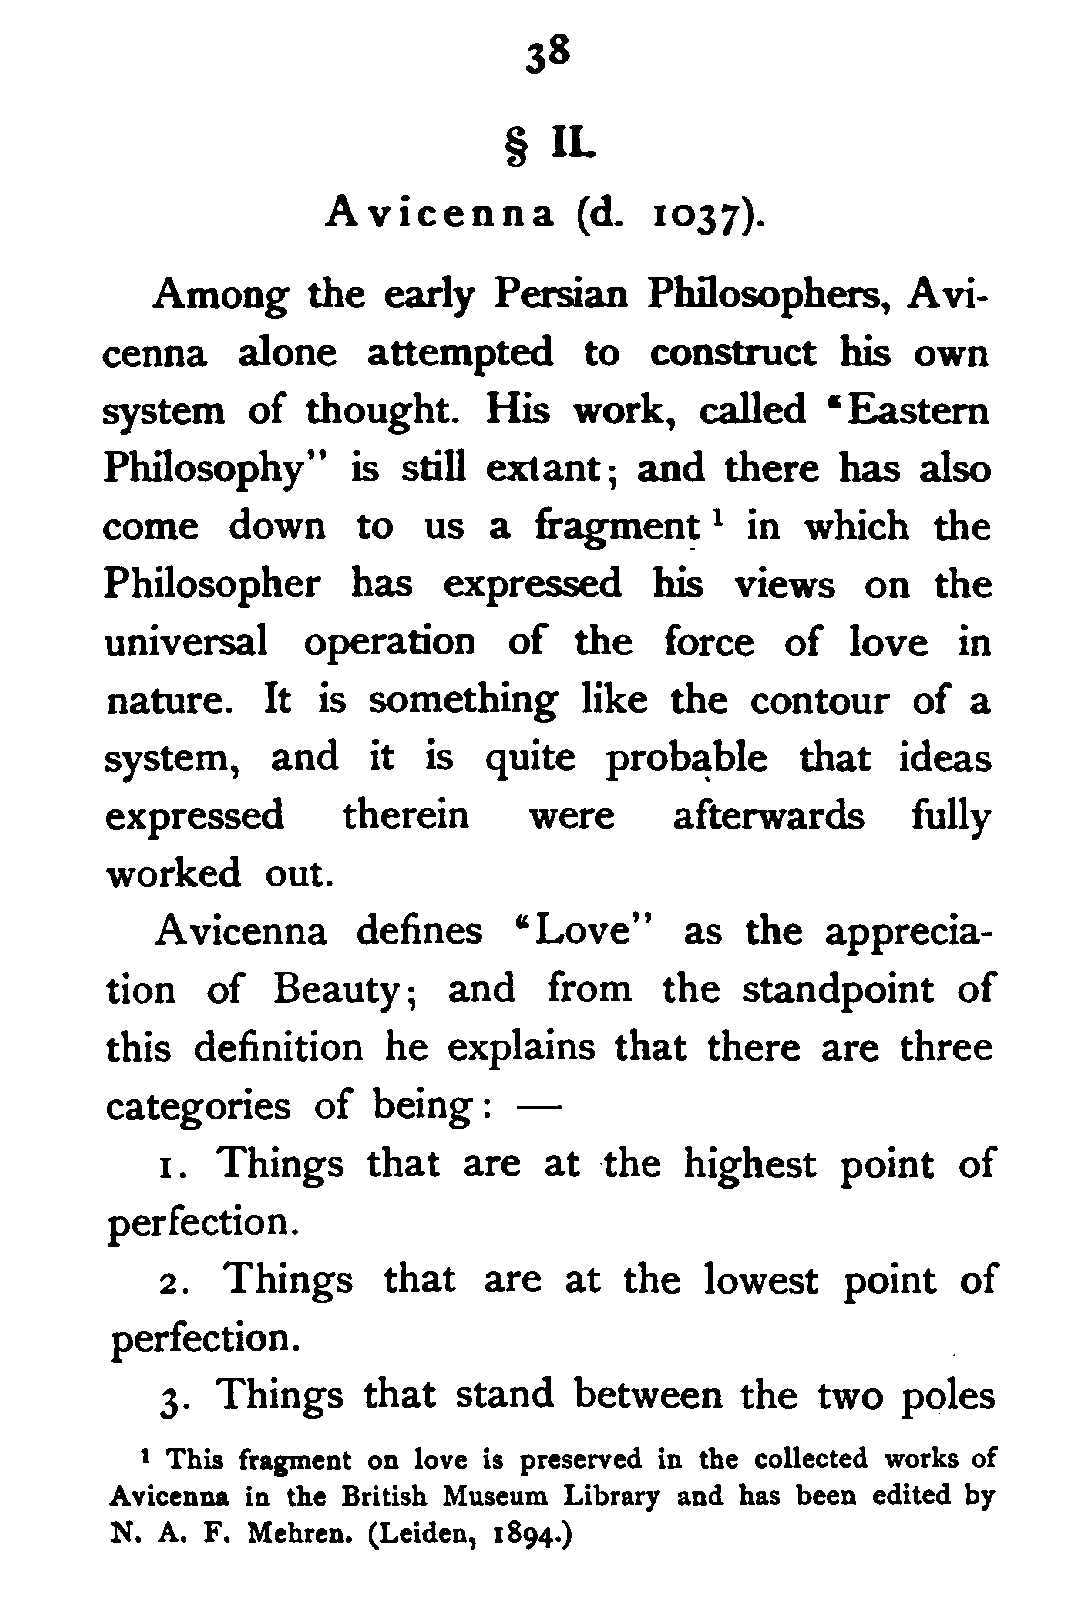 38
§ II.
Avicenna (d. 1037).
Among the early Persian Philosophers, Avi-
cenna alone attempted to construct his own
system of thought. His work, called “Eastern
Philosophy” is still extant; and there has also
come down to us a fragment ¹ in which the
Philosopher has expressed his views on the
universal operation of the force of love in
nature. It is something like the contour of a
system, and it is quite probable that ideas
expressed therein were afterwards fully
worked out.
Avicenna defines “Love” as the apprecia-
tion of Beauty; and from the standpoint of
this definition he explains that there are three
categories of being: —
1. Things that are at the highest point of
perfection.
2. Things that are at the lowest point of
perfection.
3. Things that stand between the two poles
¹ This fragment on love is preserved in the collected works of
Avicenna in the British Museum Library and has been edited by
N. A. F. Mehren. (Leiden, 1894.)